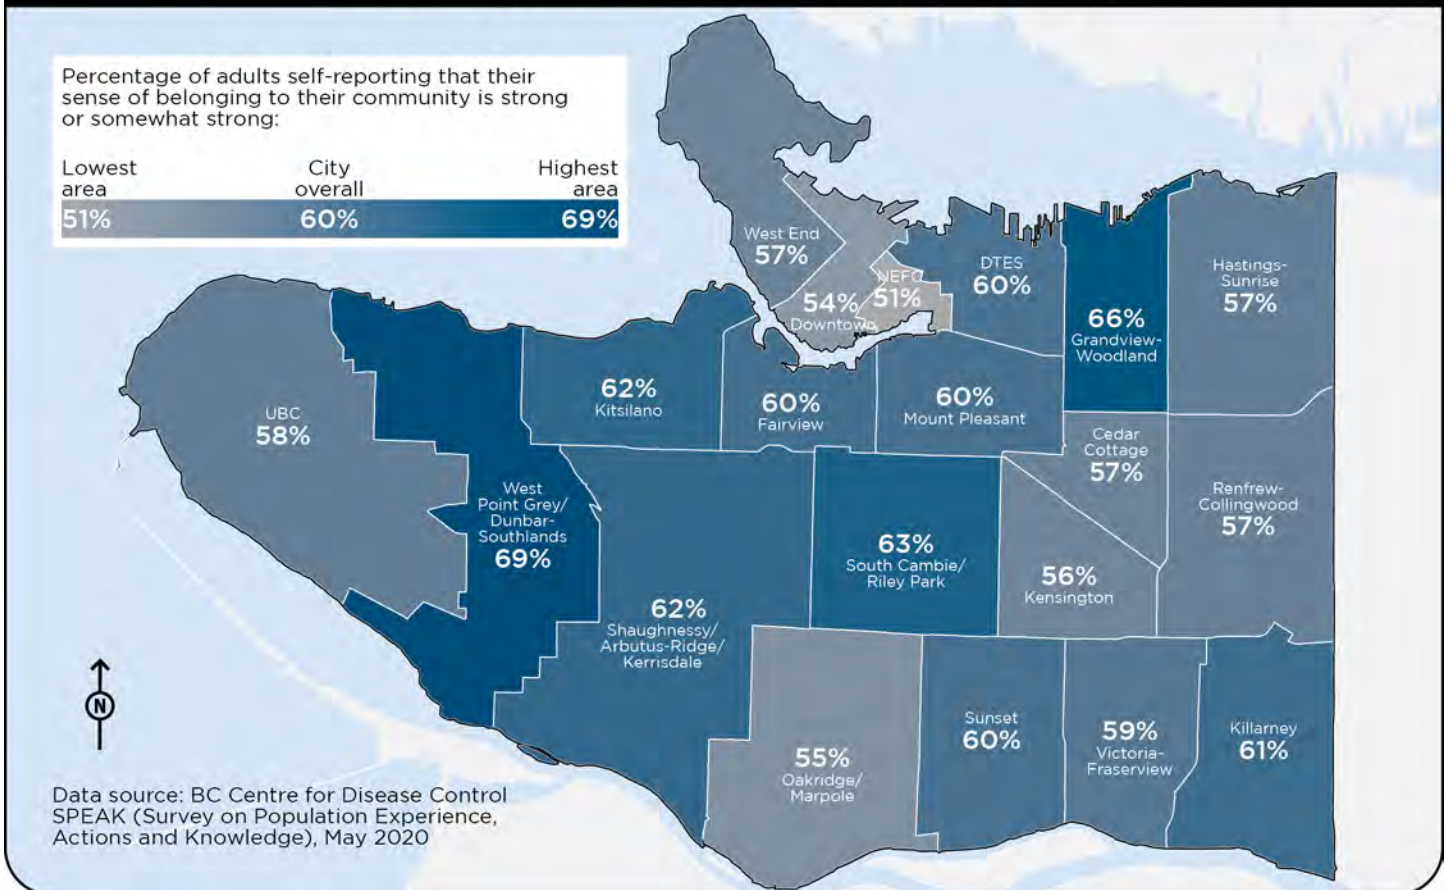 Percentage of adults self-reporting that their
sense of belonging to their community is strong
or somewhat strong:
Lowest
area
City
overall
Highest
area
51%
60%
69%
West End
57%
54%
Downtown
NEFC
51%
DTES
60%
66%
Grandview-
Woodland
Hastings-
Sunrise
57%
UBC
58%
62%
Kitsilano
60%
Fairview
60%
Mount Pleasant
Cedar
Cottage
57%
Renfrew-
Collingwood
57%
West
Point Grey/
Dunbar-
Southlands
69%
63%
South Cambie/
Riley Park
56%
Kensington
62%
Shaughnessy/
Arbutus-Ridge/
Kerrisdale
55%
Oakridge/
Marpole
Sunset
60%
59%
Victoria-
Fraserview
Killarney
61%
N
Data source: BC Centre for Disease Control
SPEAK (Survey on Population Experience,
Actions and Knowledge), May 2020